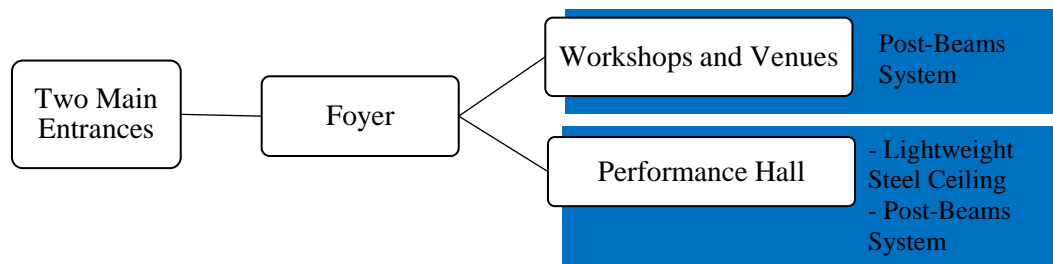 Two Main
Entrances
Foyer
Workshops and Venues
Post-Beams
System
Performance Hall
- Lightweight
Steel Ceiling
- Post-Beams
System